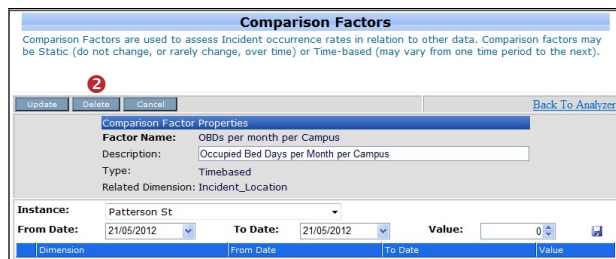 Comparison Factors
Comparison Factors are used to assess Incident occurrence rates in relation to other data. Comparison factors may
be Static (do not change, or rarely change, over time) or Time-based (may vary from one time period to the next).
2
Update Delete Cancel Back To Analyzer
Comparison Factor Properties
Factor Name: OBDs per month per Campus
Description: Occupied Bed Days per Month per Campus
Type: Timebased
Related Dimension: Incident_Location
Instance: Patterson St
From Date: 21/05/2012 To Date: 21/05/2012 Value: 0
Dimension From Date To Date Value